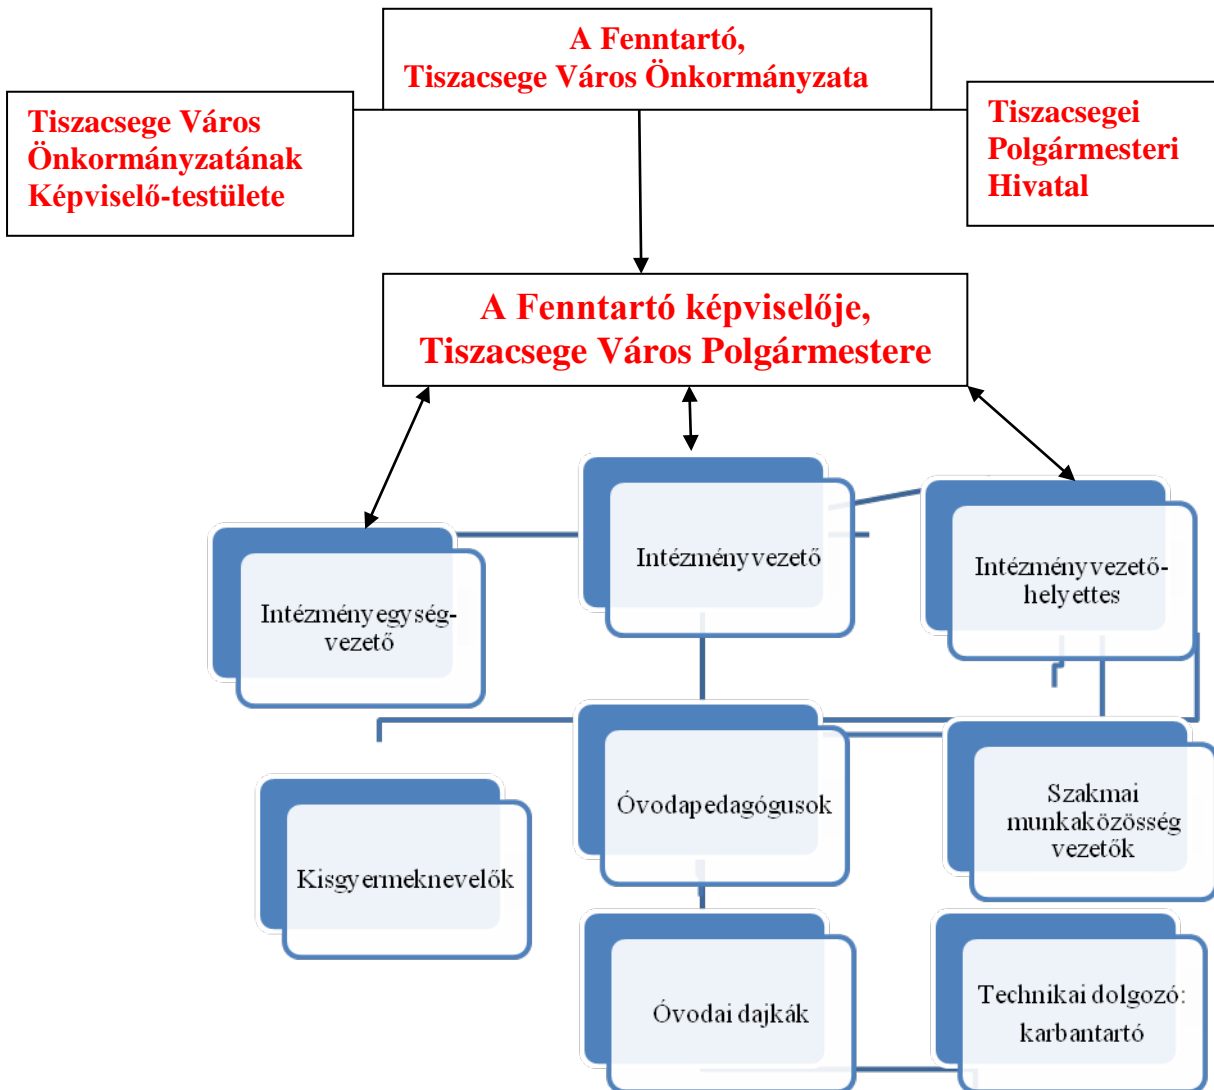 A Fenntartó,
Tiszacsege Város Önkormányzata
Tiszacsege Város
Önkormányzatának
Képviselő-testülete
Tiszacsegei
Polgármesteri
Hivatal
A Fenntartó képviselője,
Tiszacsege Város Polgármestere
Intézményegység-
vezető
Intézményvezető
Intézményvezető-
helyettes
Kisgyermeknevelők
Óvodapedagógusok
Szakmai
munkaközösség
vezetők
Óvodai dajkák
Technikai dolgozó:
karbantartó